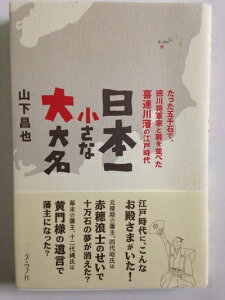 たった五千石で、
徳川将軍家と肩を並べた
喜連川藩の江戸時代
日本一
小さな
大大名
山下昌也
江戸時代に、こんな
お殿さまがいた!
元禄期の藩主、四代昭氏は
赤穂浪士のせいで
十万石の夢が消えた?
幕末の藩主、十二代縄氏は
黄門様の遺言で
藩主になった?
グラフ社